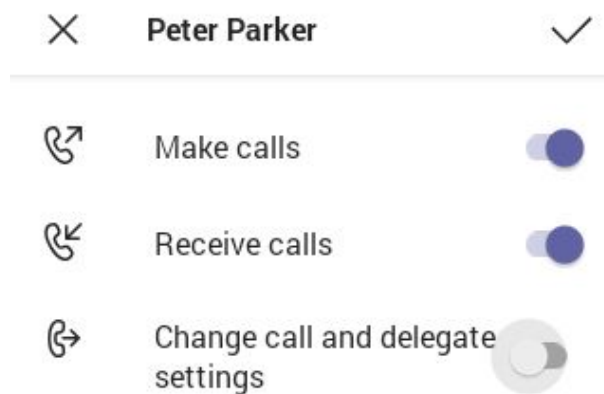 Peter Parker
Make calls
Receive calls
Change call and delegate
settings